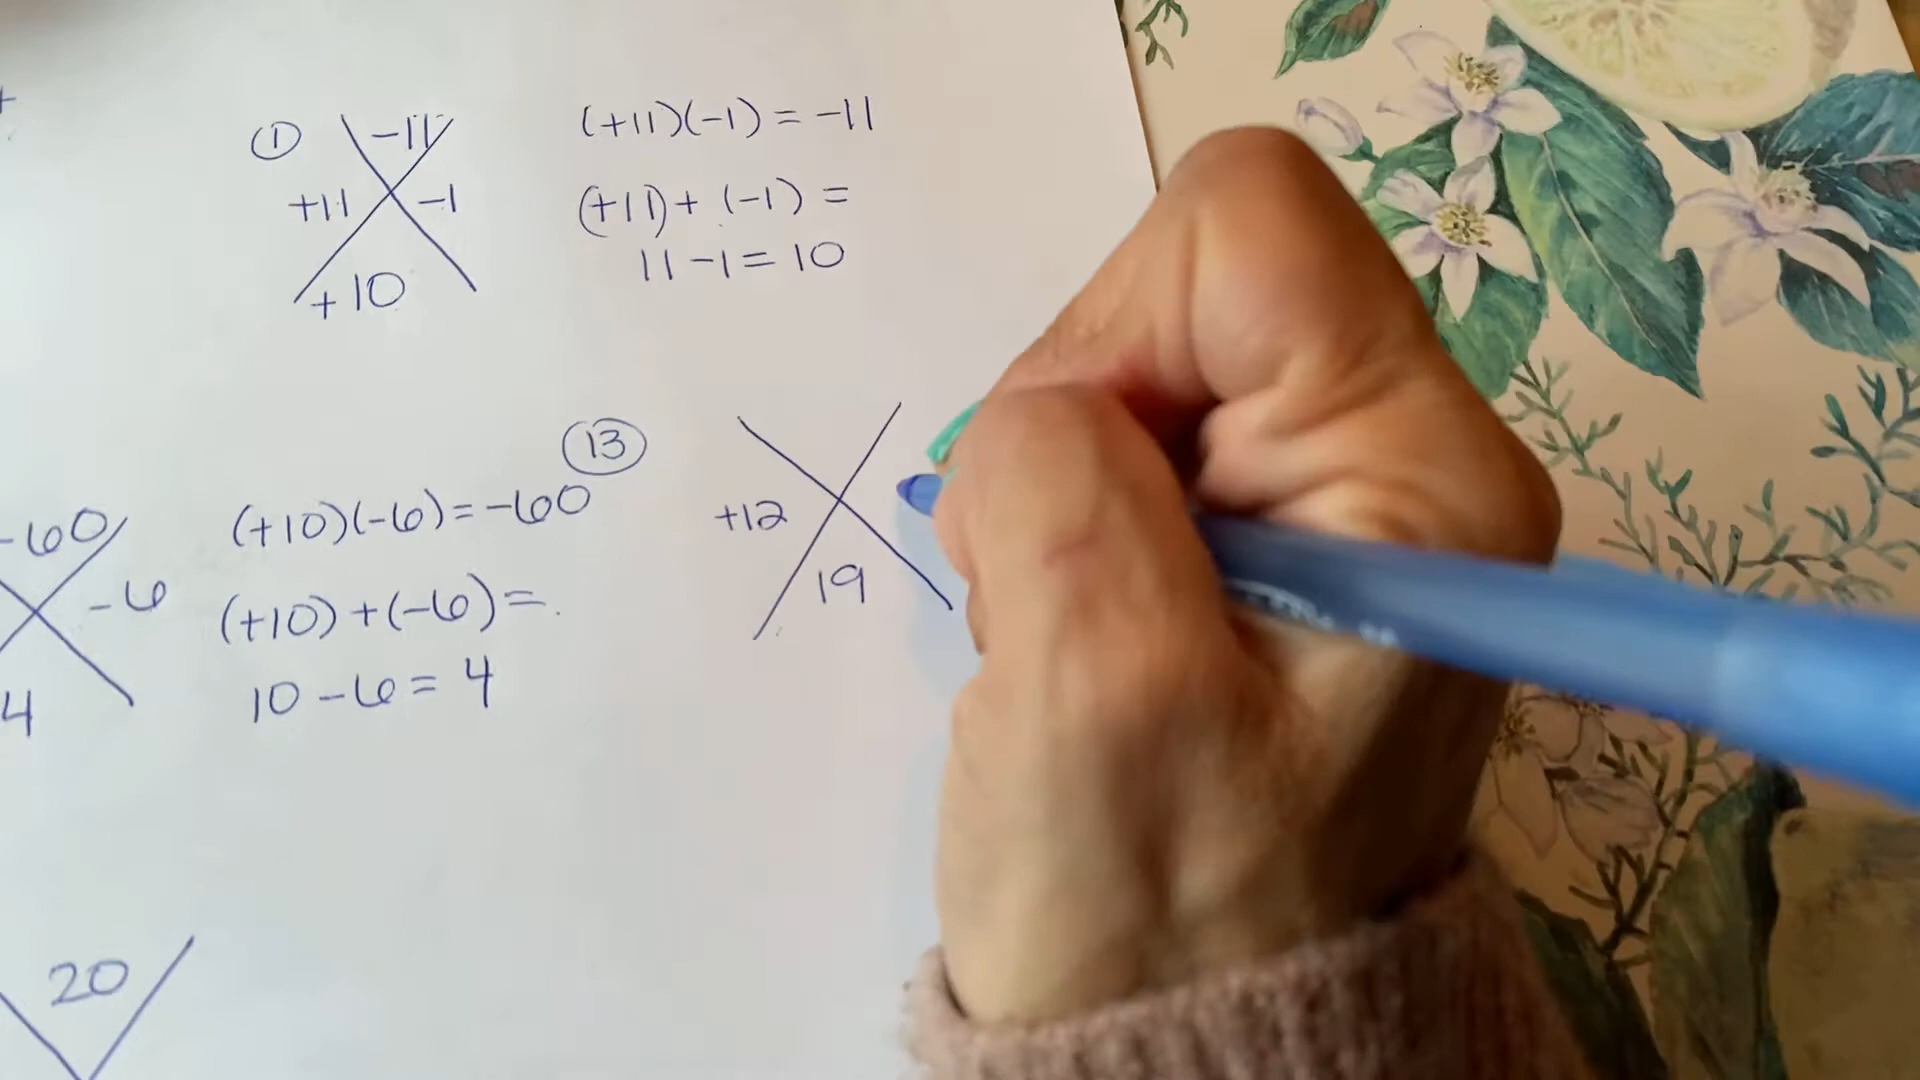 ① -11
+11 -1
+10
(+11)(-1) = -11
(+11) + (-1) =
11 - 1 = 10
-60
-6
4
(+10)(-6) = -60
(+10) + (-6) =
10 - 6 = 4
13
+12
19
20